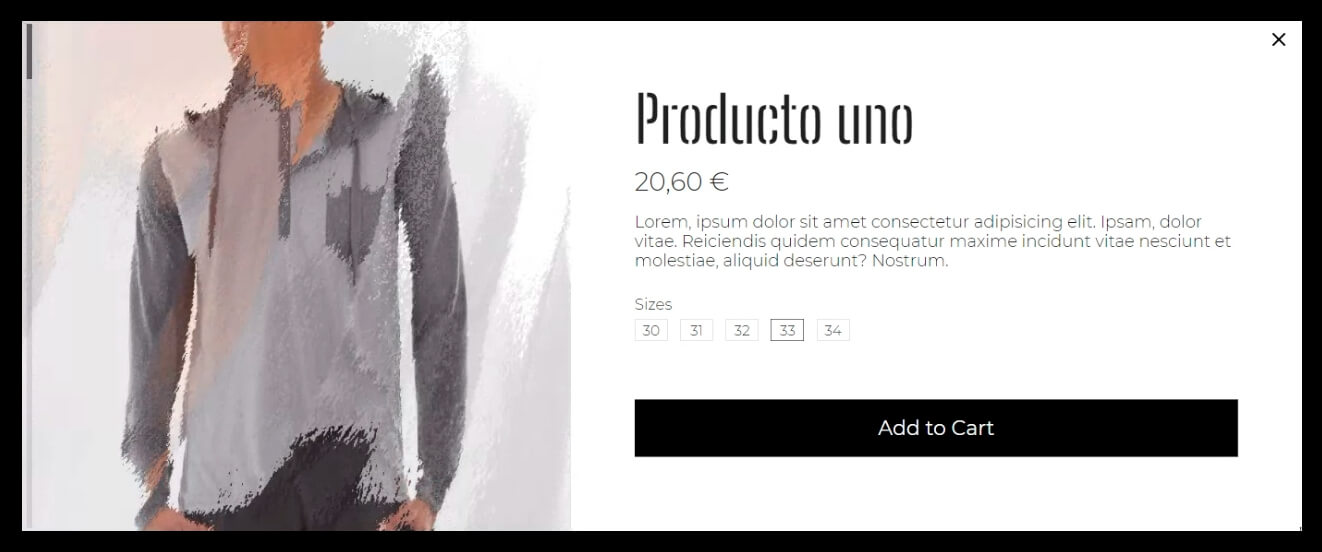 Producto uno
20,60 €
Lorem, ipsum dolor sit amet consectetur adipisicing elit. Ipsam, dolor
vitae. Reiciendis quidem consequatur maxime incidunt vitae nesciunt et
molestiae, aliquid deserunt? Nostrum.
Sizes
30 31 32 33 34
Add to Cart